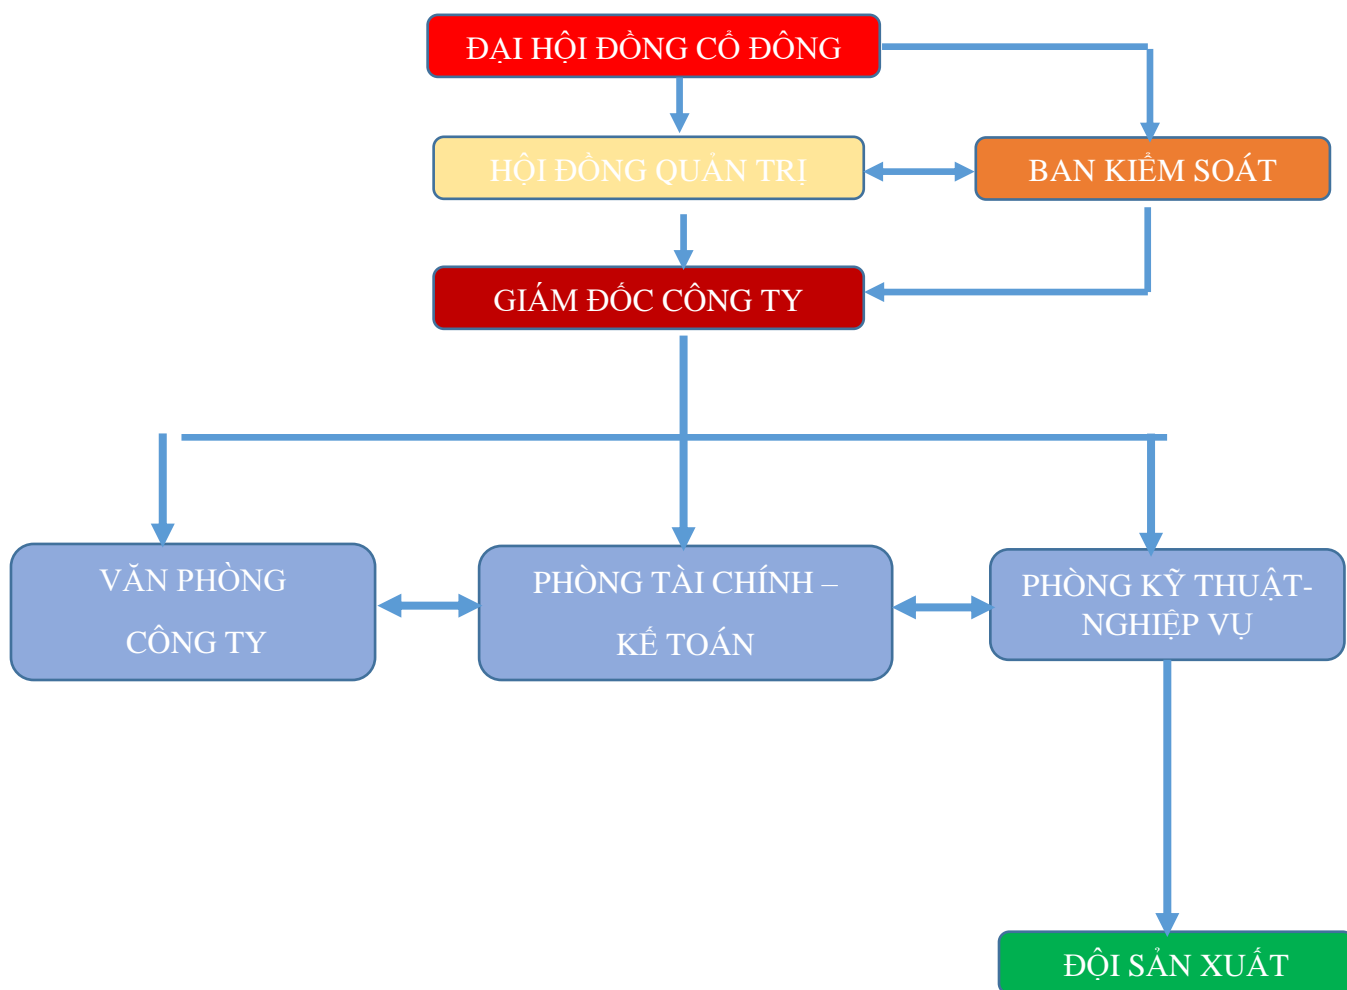 ĐẠI HỘI ĐỒNG CỔ ĐÔNG
HỘI ĐỒNG QUẢN TRỊ
BAN KIỂM SOÁT
GIÁM ĐỐC CÔNG TY
VĂN PHÒNG
CÔNG TY
PHÒNG TÀI CHÍNH –
KẾ TOÁN
PHÒNG KỸ THUẬT-
NGHIỆP VỤ
ĐỘI SẢN XUẤT